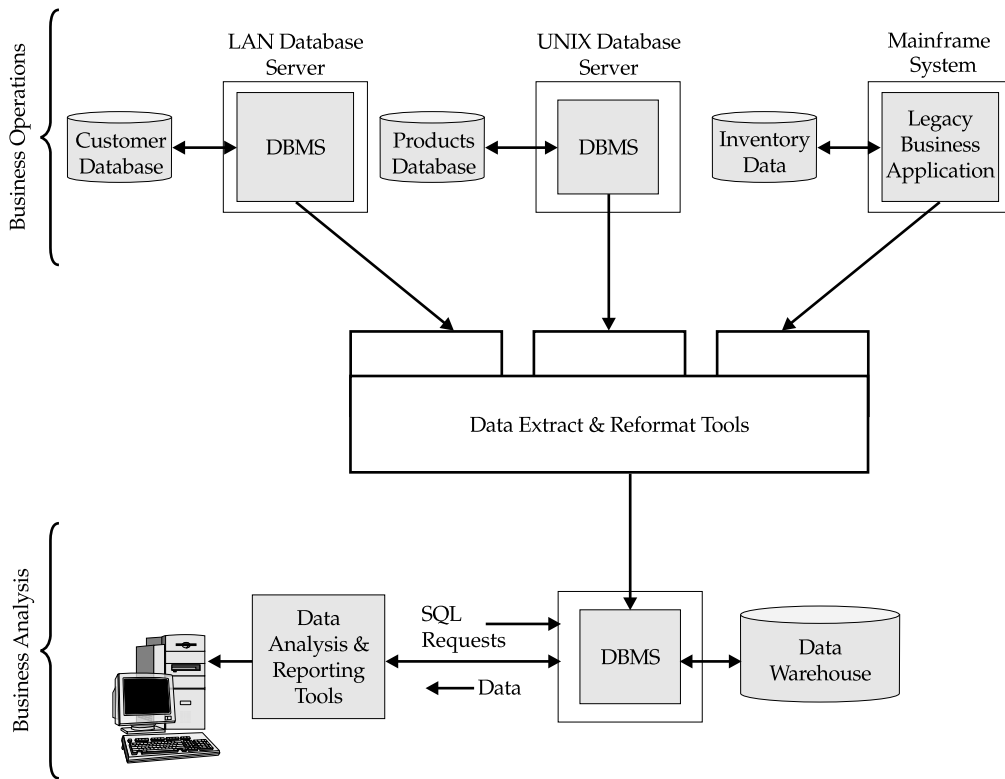 Business Operations
LAN Database
Server
UNIX Database
Server
Mainframe
System
Customer
Database
DBMS
Products
Database
DBMS
Inventory
Data
Legacy
Business
Application
Data Extract & Reformat Tools
Business Analysis
Data
Analysis &
Reporting
Tools
SQL
Requests
Data
DBMS
Data
Warehouse